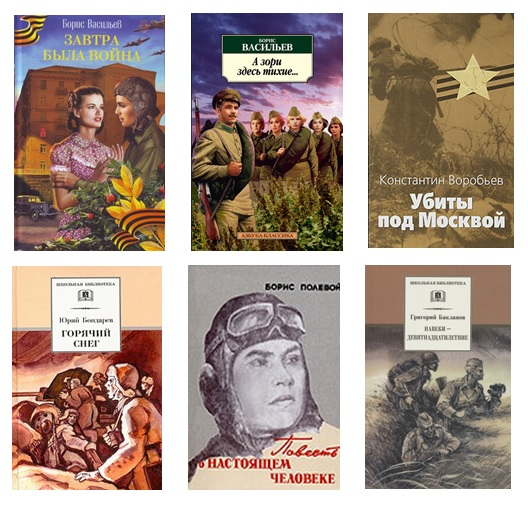 Борис Васильев
ЗАВТРА
БЫЛА ВОЙНА
БОРИС
ВАСИЛЬЕВ
А зори
здесь тихие...
АЗБУКА-КЛАССИКА
Константин Воробьев
Убиты
под Москвой
ШКОЛЬНАЯ БИБЛИОТЕКА
Юрий Бондарев
ГОРЯЧИЙ
СНЕГ
БОРИС ПОЛЕВОЙ
Повесть
о НАСТОЯЩЕМ
ЧЕЛОВЕКЕ
ШКОЛЬНАЯ БИБЛИОТЕКА
Григорий Бакланов
НАВЕКИ –
ДЕВЯТНАДЦАТИЛЕТНИЕ